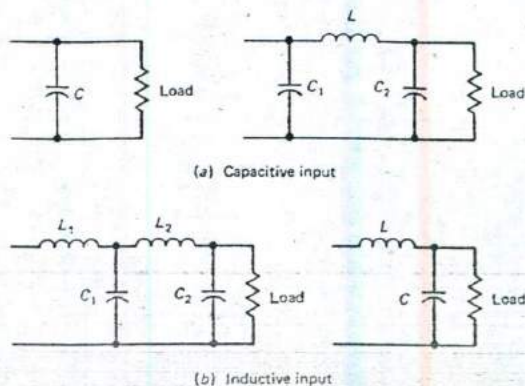 L
C
Load
C₁
C₂
Load
(a) Capacitive input
L₁
L₂
L
C₁
C₂
Load
C
Load
(b) Inductive input